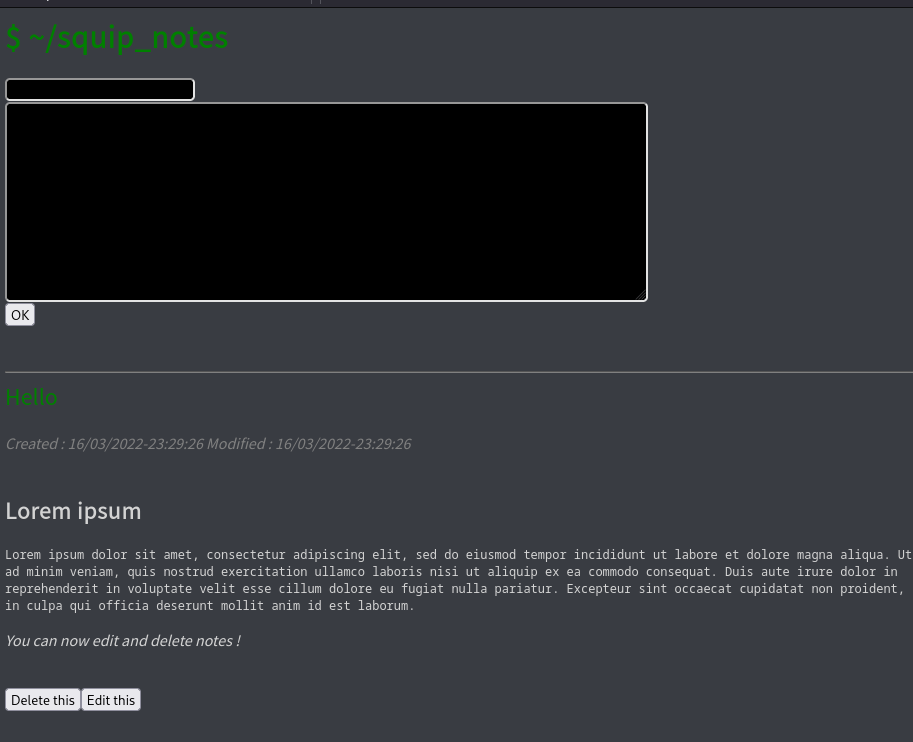 $ ~/squip_notes
OK
Hello
Created : 16/03/2022-23:29:26 Modified : 16/03/2022-23:29:26
Lorem ipsum
Lorem ipsum dolor sit amet, consectetur adipiscing elit, sed do eiusmod tempor incididunt ut labore et dolore magna aliqua. Ut
ad minim veniam, quis nostrud exercitation ullamco laboris nisi ut aliquip ex ea commodo consequat. Duis aute irure dolor in
reprehenderit in voluptate velit esse cillum dolore eu fugiat nulla pariatur. Excepteur sint occaecat cupidatat non proident,
in culpa qui officia deserunt mollit anim id est laborum.
You can now edit and delete notes !
Delete this Edit this